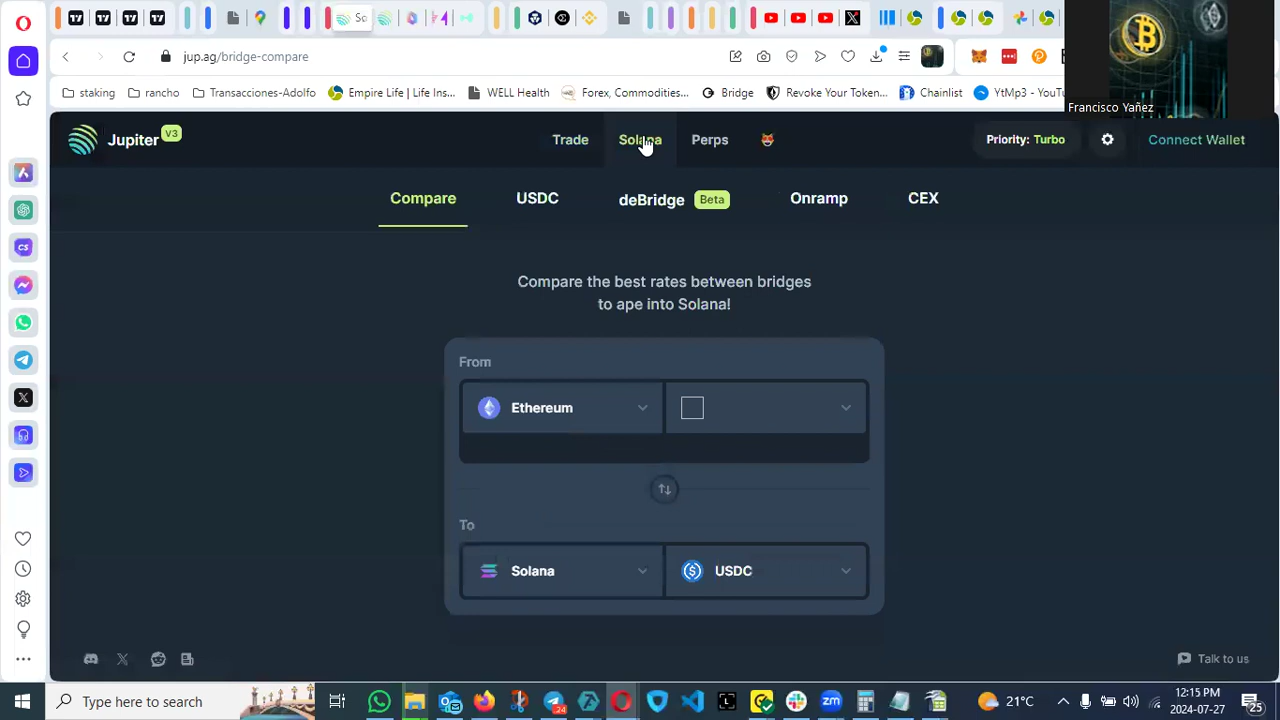 So
jup.ag/bridge-compare
staking
rancho
Transacciones-Adolfo
Empire Life | Life Ins...
WELL Health
Forex, Commodities...
Bridge
Revoke Your Token...
Chainlist
YtMp3 - YouTu
Francisco Yañez
Jupiter V3
Trade
Solana
Perps
Priority: Turbo
Connect Wallet
Compare
USDC
deBridge Beta
Onramp
CEX
Compare the best rates between bridges
to ape into Solana!
From
Ethereum
To
Solana
USDC
Talk to us
Type here to search
24
21°C
12:15 PM
2024-07-27
25